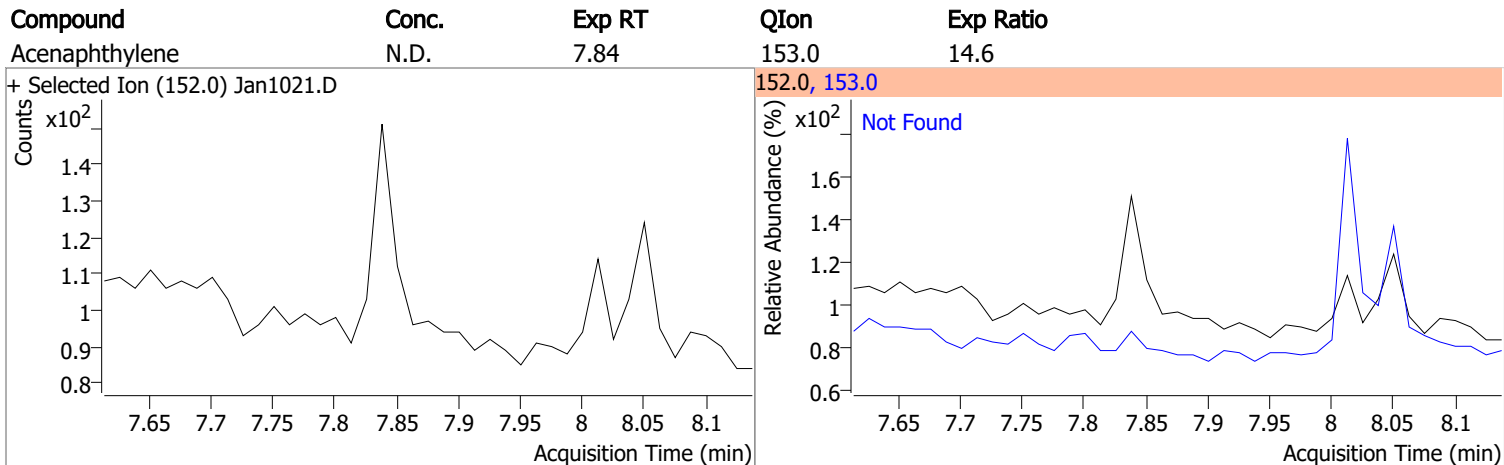 Compound Conc. Exp RT QIon Exp Ratio
Acenaphthylene N.D. 7.84 153.0 14.6
+ Selected Ion (152.0) Jan1021.D
Counts
x10²
1.4
1.3
1.2
1.1
1
0.9
0.8
7.65 7.7 7.75 7.8 7.85 7.9 7.95 8 8.05 8.1
Acquisition Time (min)
152.0, 153.0
Relative Abundance (%)
x10²
Not Found
1.6
1.4
1.2
1
0.8
0.6
7.65 7.7 7.75 7.8 7.85 7.9 7.95 8 8.05 8.1
Acquisition Time (min)